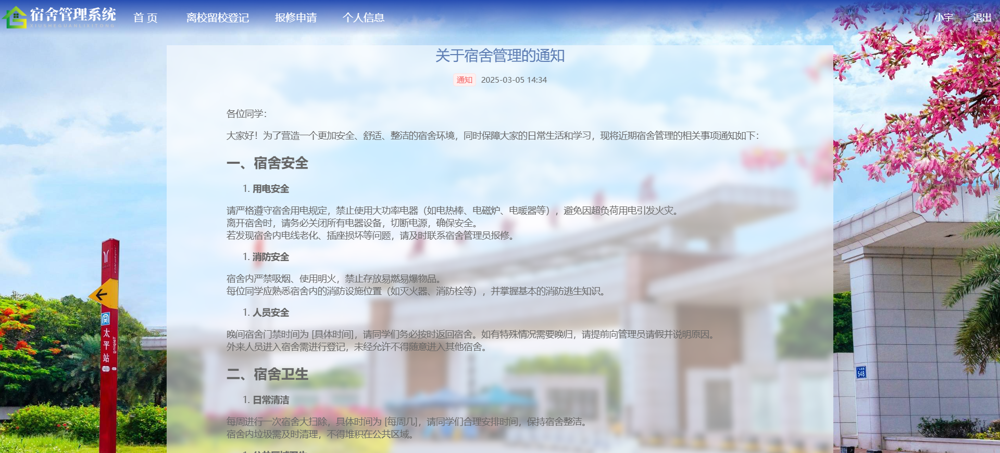 宿舍管理系统
XIUSHEGUANLIXITONG
首 页
离校留校登记
报修申请
个人信息
小宇
退出
关于宿舍管理的通知
通知 2025-03-05 14:34
各位同学：
大家好！为了营造一个更加安全、舒适、整洁的宿舍环境，同时保障大家的日常生活和学习，现将近期宿舍管理的相关事项通知如下：
一、宿舍安全
1. 用电安全
请严格遵守宿舍用电规定，禁止使用大功率电器（如电热棒、电磁炉、电暖器等），避免因超负荷用电引发火灾。
离开宿舍时，请务必关闭所有电器设备，切断电源，确保安全。
若发现宿舍内电线老化、插座损坏等问题，请及时联系宿舍管理员报修。
1. 消防安全
宿舍内严禁吸烟、使用明火，禁止存放易燃易爆物品。
每位同学应熟悉宿舍内的消防设施位置（如灭火器、消防栓等），并掌握基本的消防逃生知识。
1. 人员安全
晚间宿舍门禁时间为 [具体时间]，请同学们务必按时返回宿舍。如有特殊情况需要晚归，请提前向管理员请假并说明原因。
外来人员进入宿舍需进行登记，未经允许不得随意进入其他宿舍。
二、宿舍卫生
1. 日常清洁
每周进行一次宿舍大扫除，具体时间为 [每周几]，请同学们合理安排时间，保持宿舍整洁。
宿舍内垃圾需及时清理，不得堆积在公共区域。
1. 公共区域卫生
太平站
Taiping
548